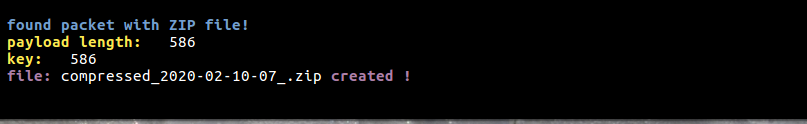 found packet with ZIP file!
payload length:   586
key:   586
file: compressed_2020-02-10-07_.zip created !